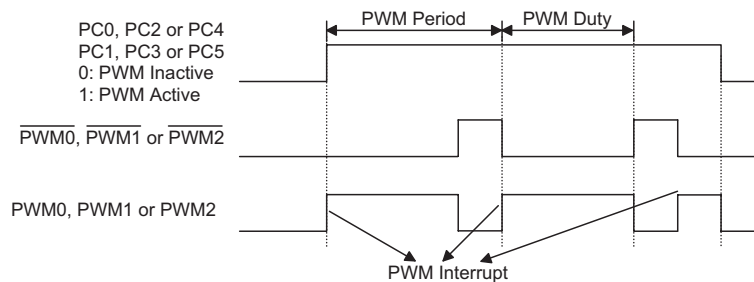 PWM Period
PWM Duty
PC0, PC2 or PC4
PC1, PC3 or PC5
0: PWM Inactive
1: PWM Active
PWM0, PWM1 or PWM2
PWM0, PWM1 or PWM2
PWM Interrupt